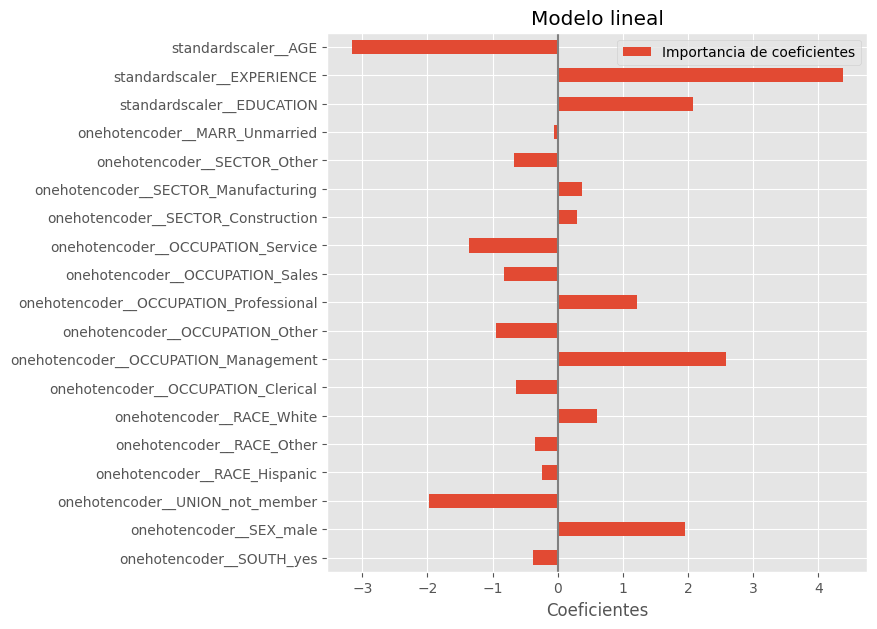 Modelo lineal
Importancia de coeficientes
standardscaler__AGE
standardscaler__EXPERIENCE
standardscaler__EDUCATION
onehotencoder__MARR_Unmarried
onehotencoder__SECTOR_Other
onehotencoder__SECTOR_Manufacturing
onehotencoder__SECTOR_Construction
onehotencoder__OCCUPATION_Service
onehotencoder__OCCUPATION_Sales
onehotencoder__OCCUPATION_Professional
onehotencoder__OCCUPATION_Other
onehotencoder__OCCUPATION_Management
onehotencoder__OCCUPATION_Clerical
onehotencoder__RACE_White
onehotencoder__RACE_Other
onehotencoder__RACE_Hispanic
onehotencoder__UNION_not_member
onehotencoder__SEX_male
onehotencoder__SOUTH_yes
−3 −2 −1 0 1 2 3 4
Coeficientes